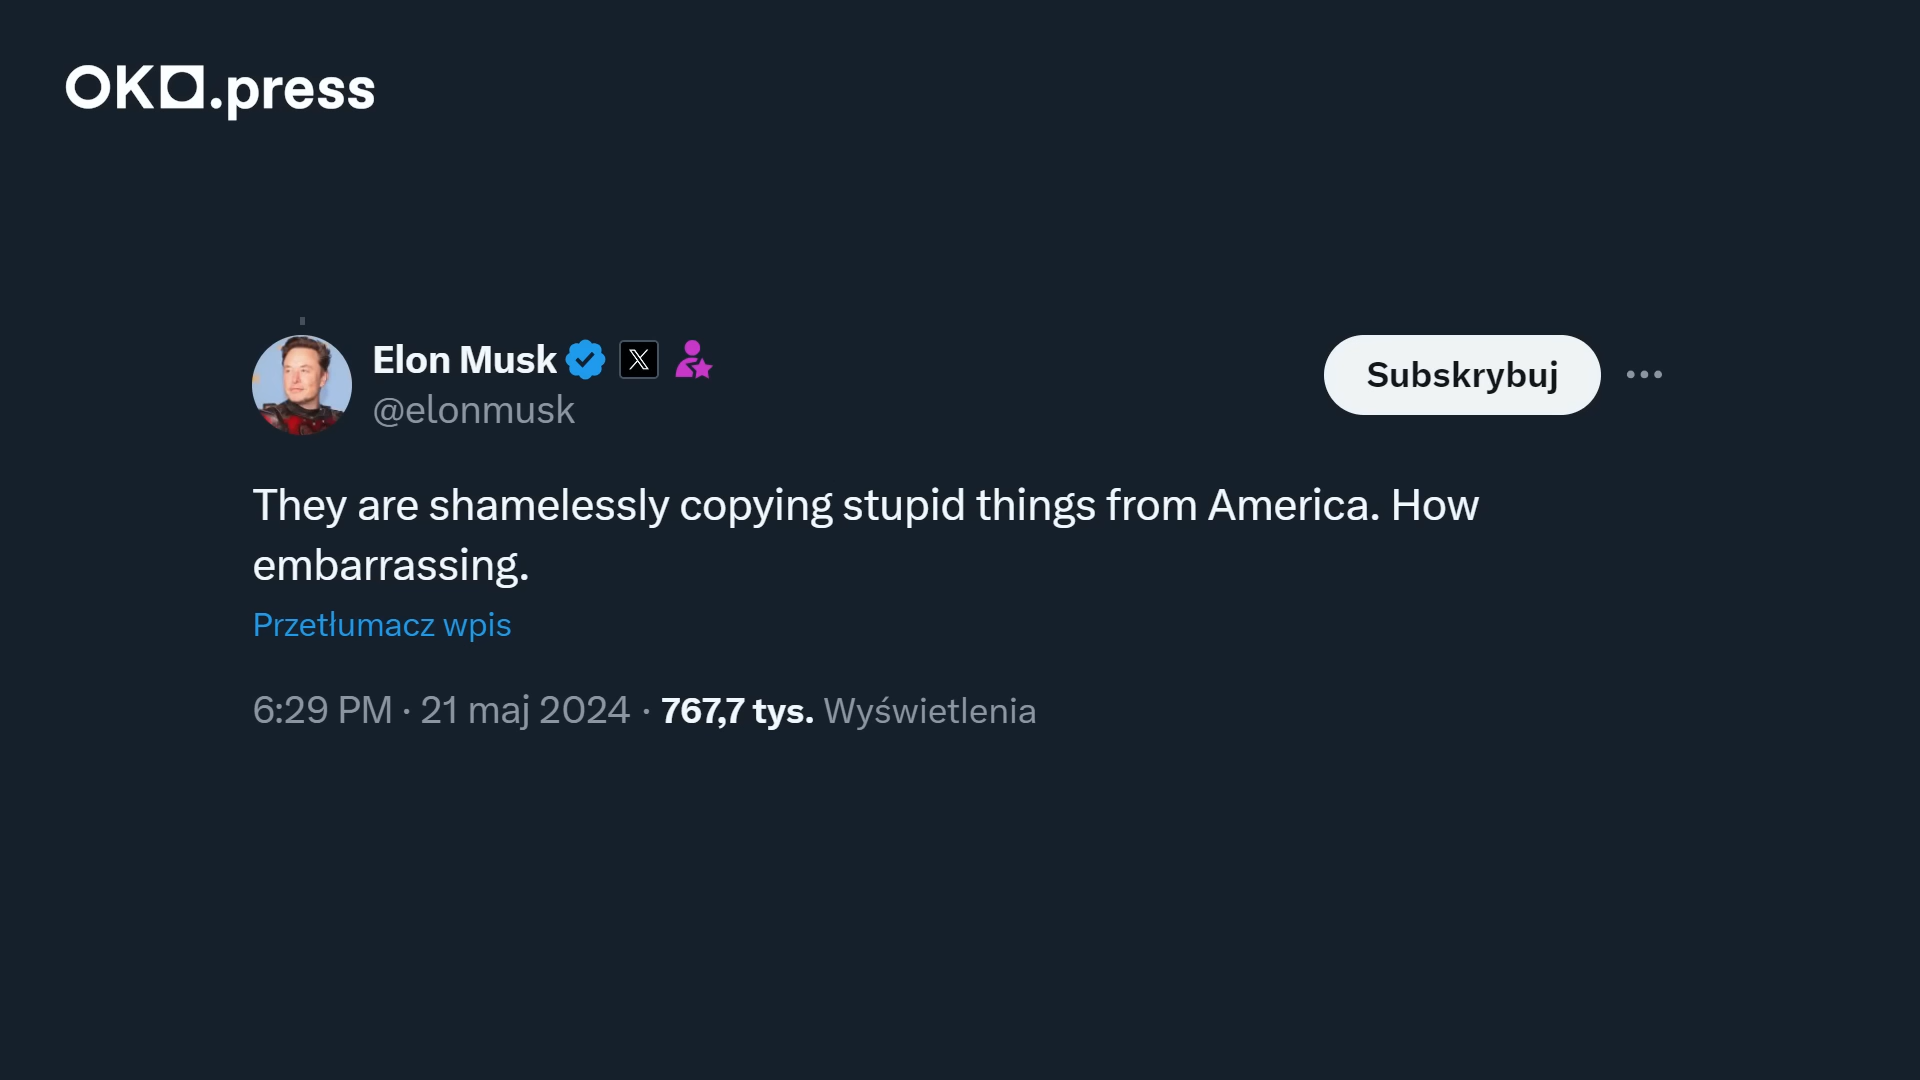 OKO.press
Elon Musk
@elonmusk
Subskrybuj
They are shamelessly copying stupid things from America. How
embarrassing.
Przetłumacz wpis
6:29 PM · 21 maj 2024 · 767,7 tys. Wyświetlenia